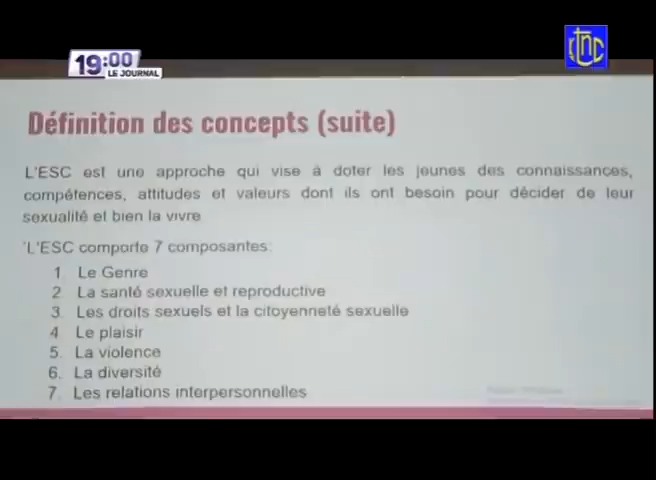 19:00
LE JOURNAL
rtnc
Définition des concepts (suite)
L'ESC est une approche qui vise à doter les jeunes des connaissances,
compétences, attitudes et valeurs dont ils ont besoin pour décider de leur
sexualité et bien la vivre
'L'ESC comporte 7 composantes:
1. Le Genre
2. La santé sexuelle et reproductive
3. Les droits sexuels et la citoyenneté sexuelle
4. Le plaisir
5. La violence
6. La diversité
7. Les relations interpersonnelles